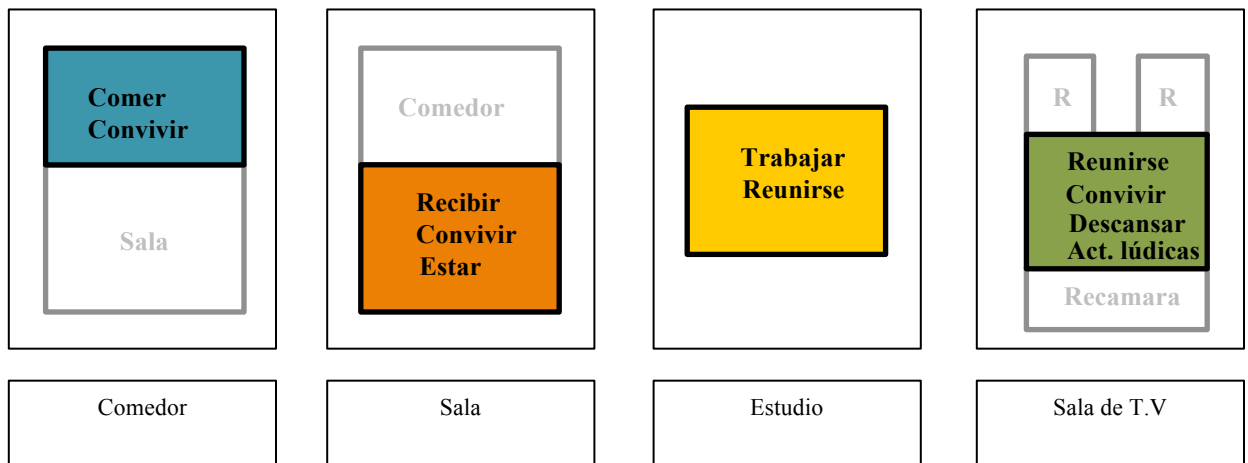 Comer
Convivir
Sala
Comedor
Recibir
Convivir
Estar
Trabajar
Reunirse
R R
Reunirse
Convivir
Descansar
Act. lúdicas
Recamara
Comedor
Sala
Estudio
Sala de T.V